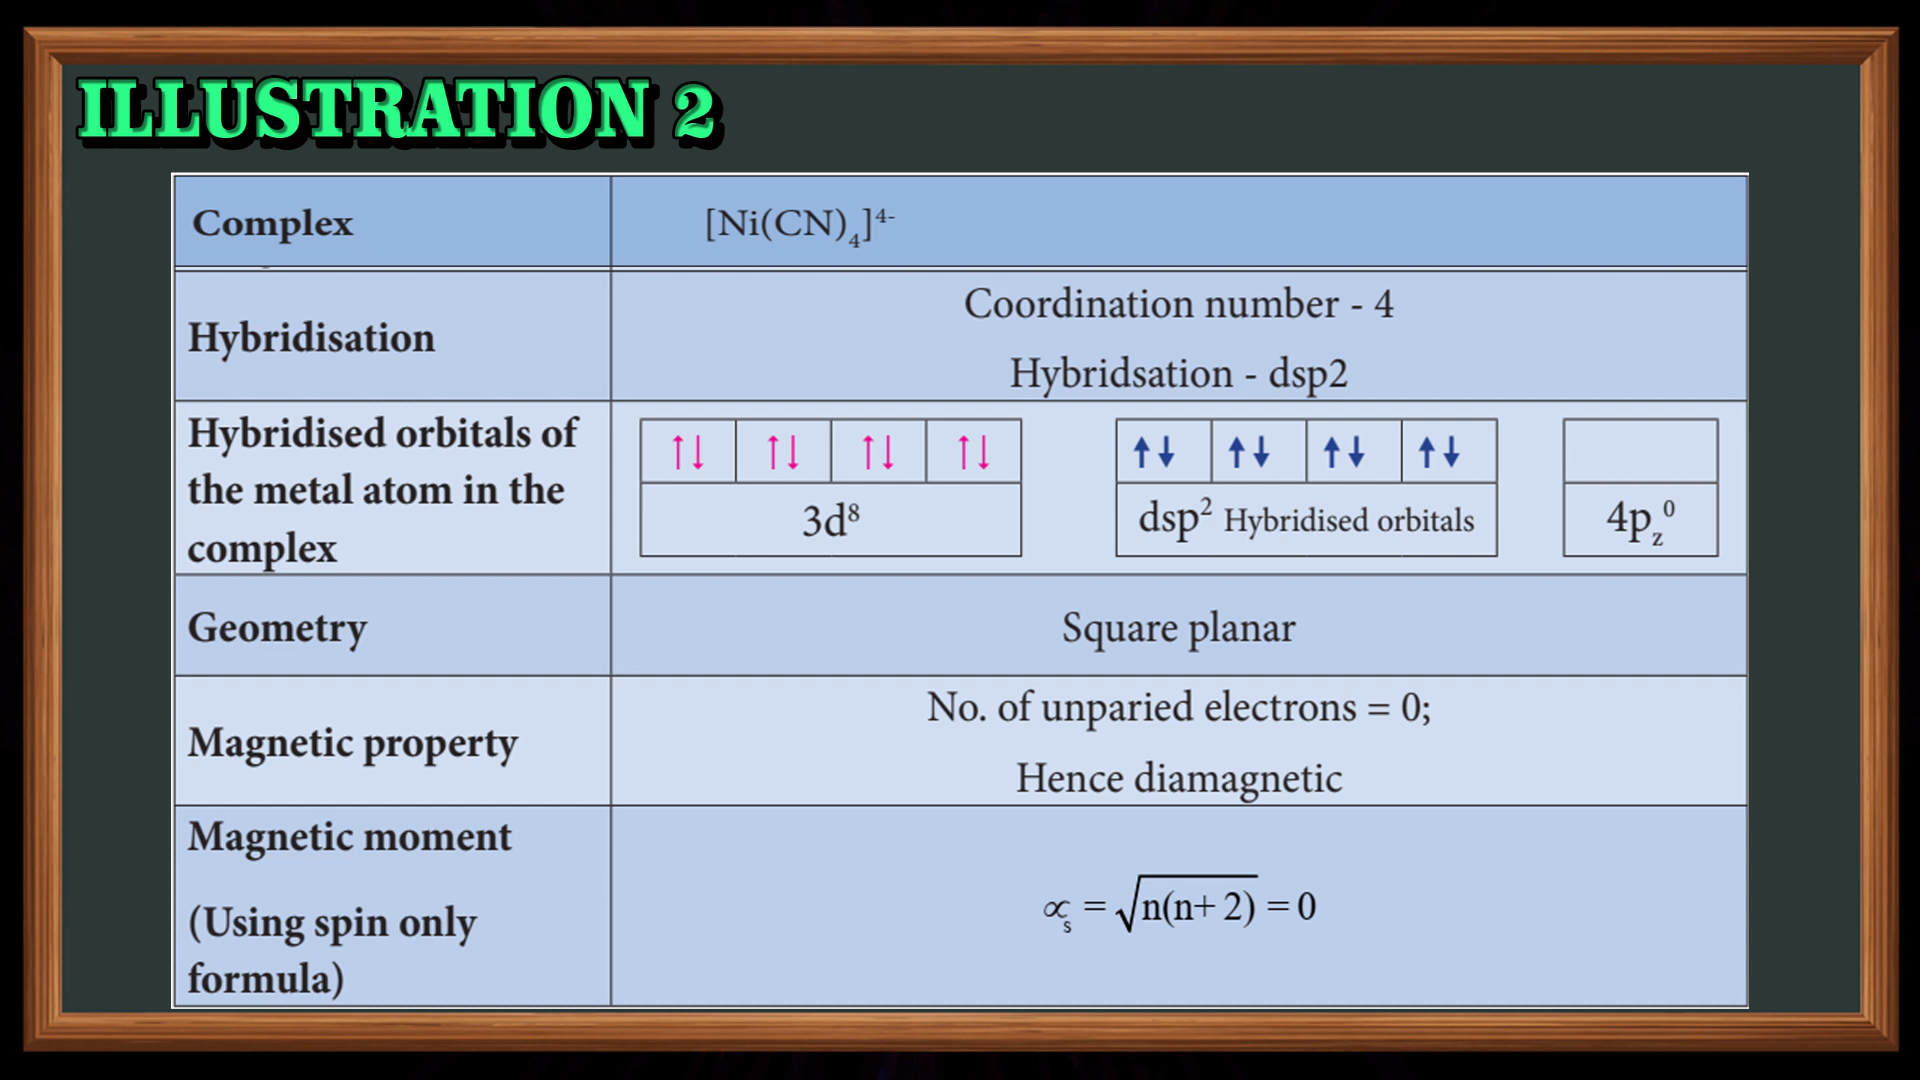 ILLUSTRATION 2
Complex
[Ni(CN)₄]⁴⁻
Hybridisation
Coordination number - 4
Hybridsation - dsp2
Hybridised orbitals of
the metal atom in the
complex
↑↓ ↑↓ ↑↓ ↑↓
3d⁸
↑↓ ↑↓ ↑↓ ↑↓
dsp² Hybridised orbitals
4p_z⁰
Geometry
Square planar
Magnetic property
No. of unparied electrons = 0;
Hence diamagnetic
Magnetic moment
(Using spin only
formula)
∝ₛ = √n(n+ 2) = 0